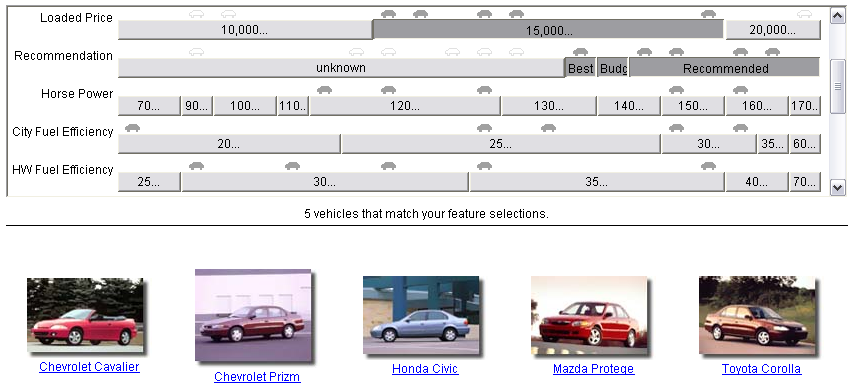 Loaded Price
10,000... 15,000... 20,000...
Recommendation
unknown Best Budg Recommended
Horse Power
70... 90... 100... 110... 120... 130... 140... 150... 160... 170..
City Fuel Efficiency
20... 25... 30... 35... 60...
HW Fuel Efficiency
25... 30... 35... 40... 70...
5 vehicles that match your feature selections.
Chevrolet Cavalier Chevrolet Prizm Honda Civic Mazda Protege Toyota Corolla